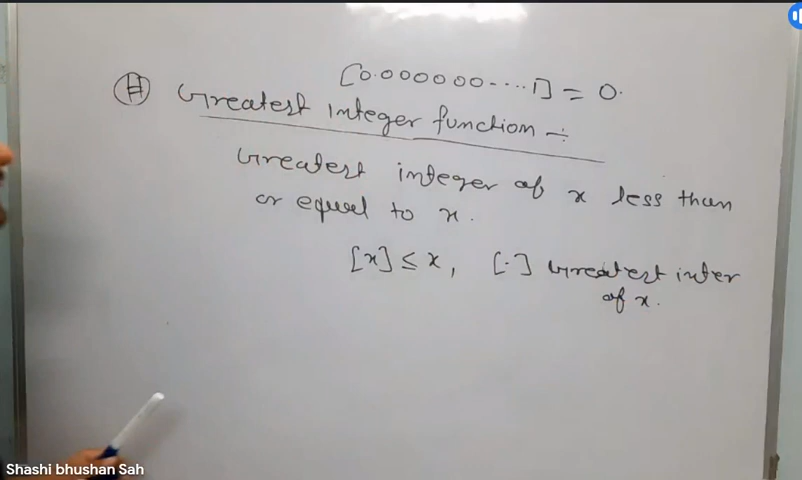 [0.000000----1] = 0.
(H) Greatest Integer function -:
Greatest integer of x less than
or equal to x.
[x] ≤ x, [.] Greatest inter
of x.
Shashi bhushan Sah